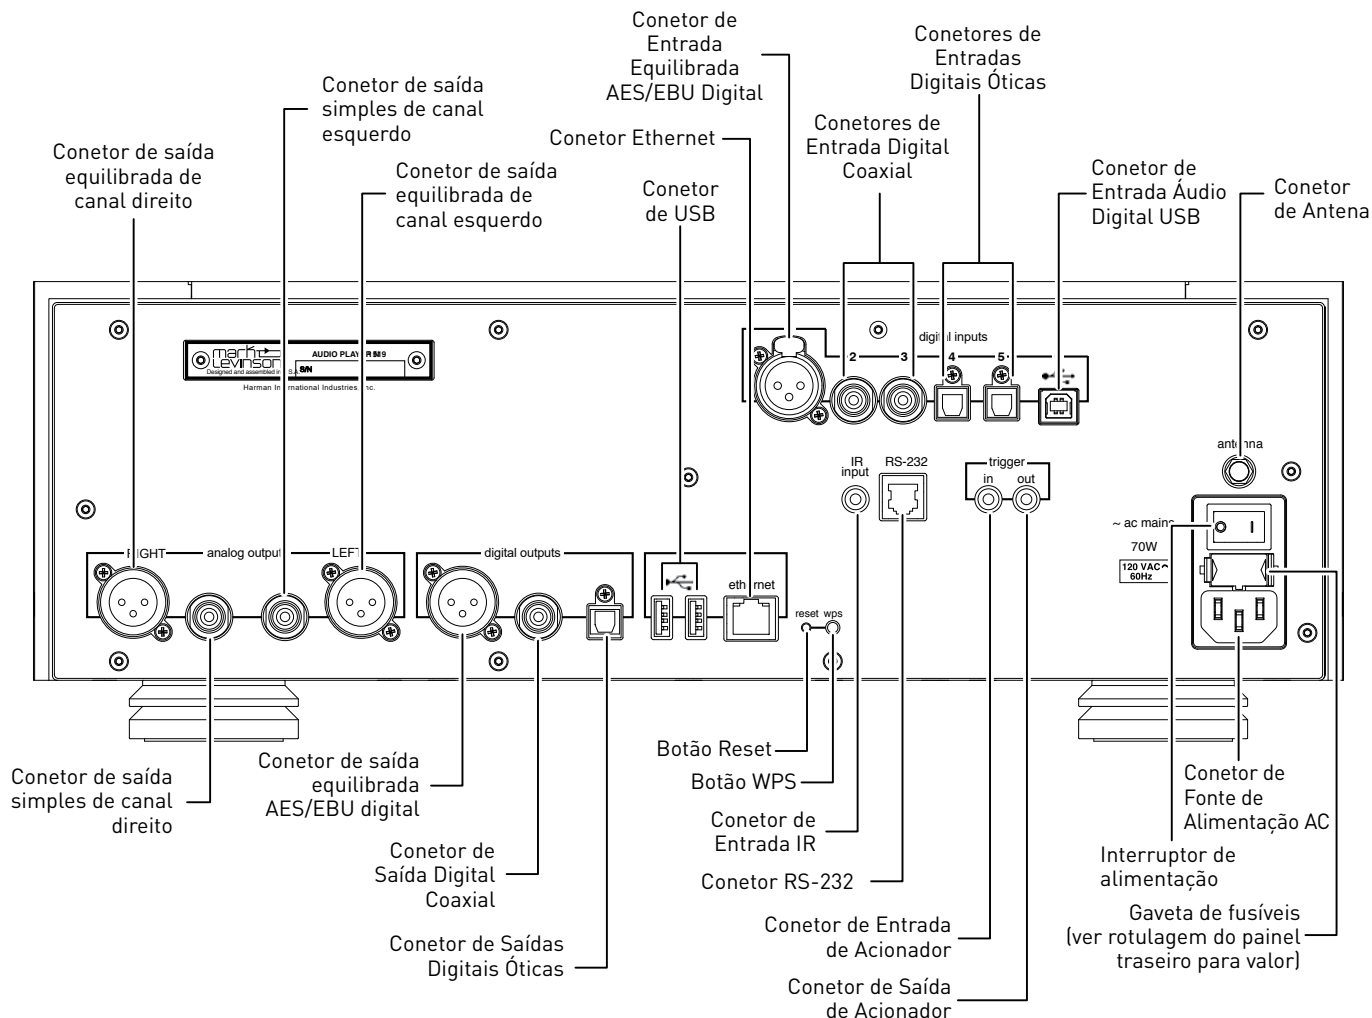 Conetor de
Entrada
Equilibrada
AES/EBU Digital
Conetores de
Entradas
Digitais Óticas
Conetor de saída
simples de canal
esquerdo
Conetor Ethernet
Conetores de
Entrada Digital
Coaxial
Conetor de saída
equilibrada de
canal direito
Conetor de saída
equilibrada de
canal esquerdo
Conetor
de USB
Conetor de
Entrada Áudio
Digital USB
Conetor
de Antena
mark
Levinson
AUDIO PLAYER
Designed and assembled in U.S.A.
S/N
Harman International Industries, Inc.
digital inputs
2 3 4 5
antenna
IR
input
RS-232
trigger
in out
~ ac mains
70W
120 VAC
60Hz
RIGHT analog output LEFT
digital outputs
ethernet
reset wps
Botão Reset
Botão WPS
Conetor de saída
simples de canal
direito
Conetor de saída
equilibrada
AES/EBU digital
Conetor de
Saída Digital
Coaxial
Conetor de Saídas
Digitais Óticas
Conetor de
Entrada IR
Conetor RS-232
Conetor de Entrada
de Acionador
Conetor de Saída
de Acionador
Conetor de
Fonte de
Alimentação AC
Interruptor de
alimentação
Gaveta de fusíveis
(ver rotulagem do painel
traseiro para valor)